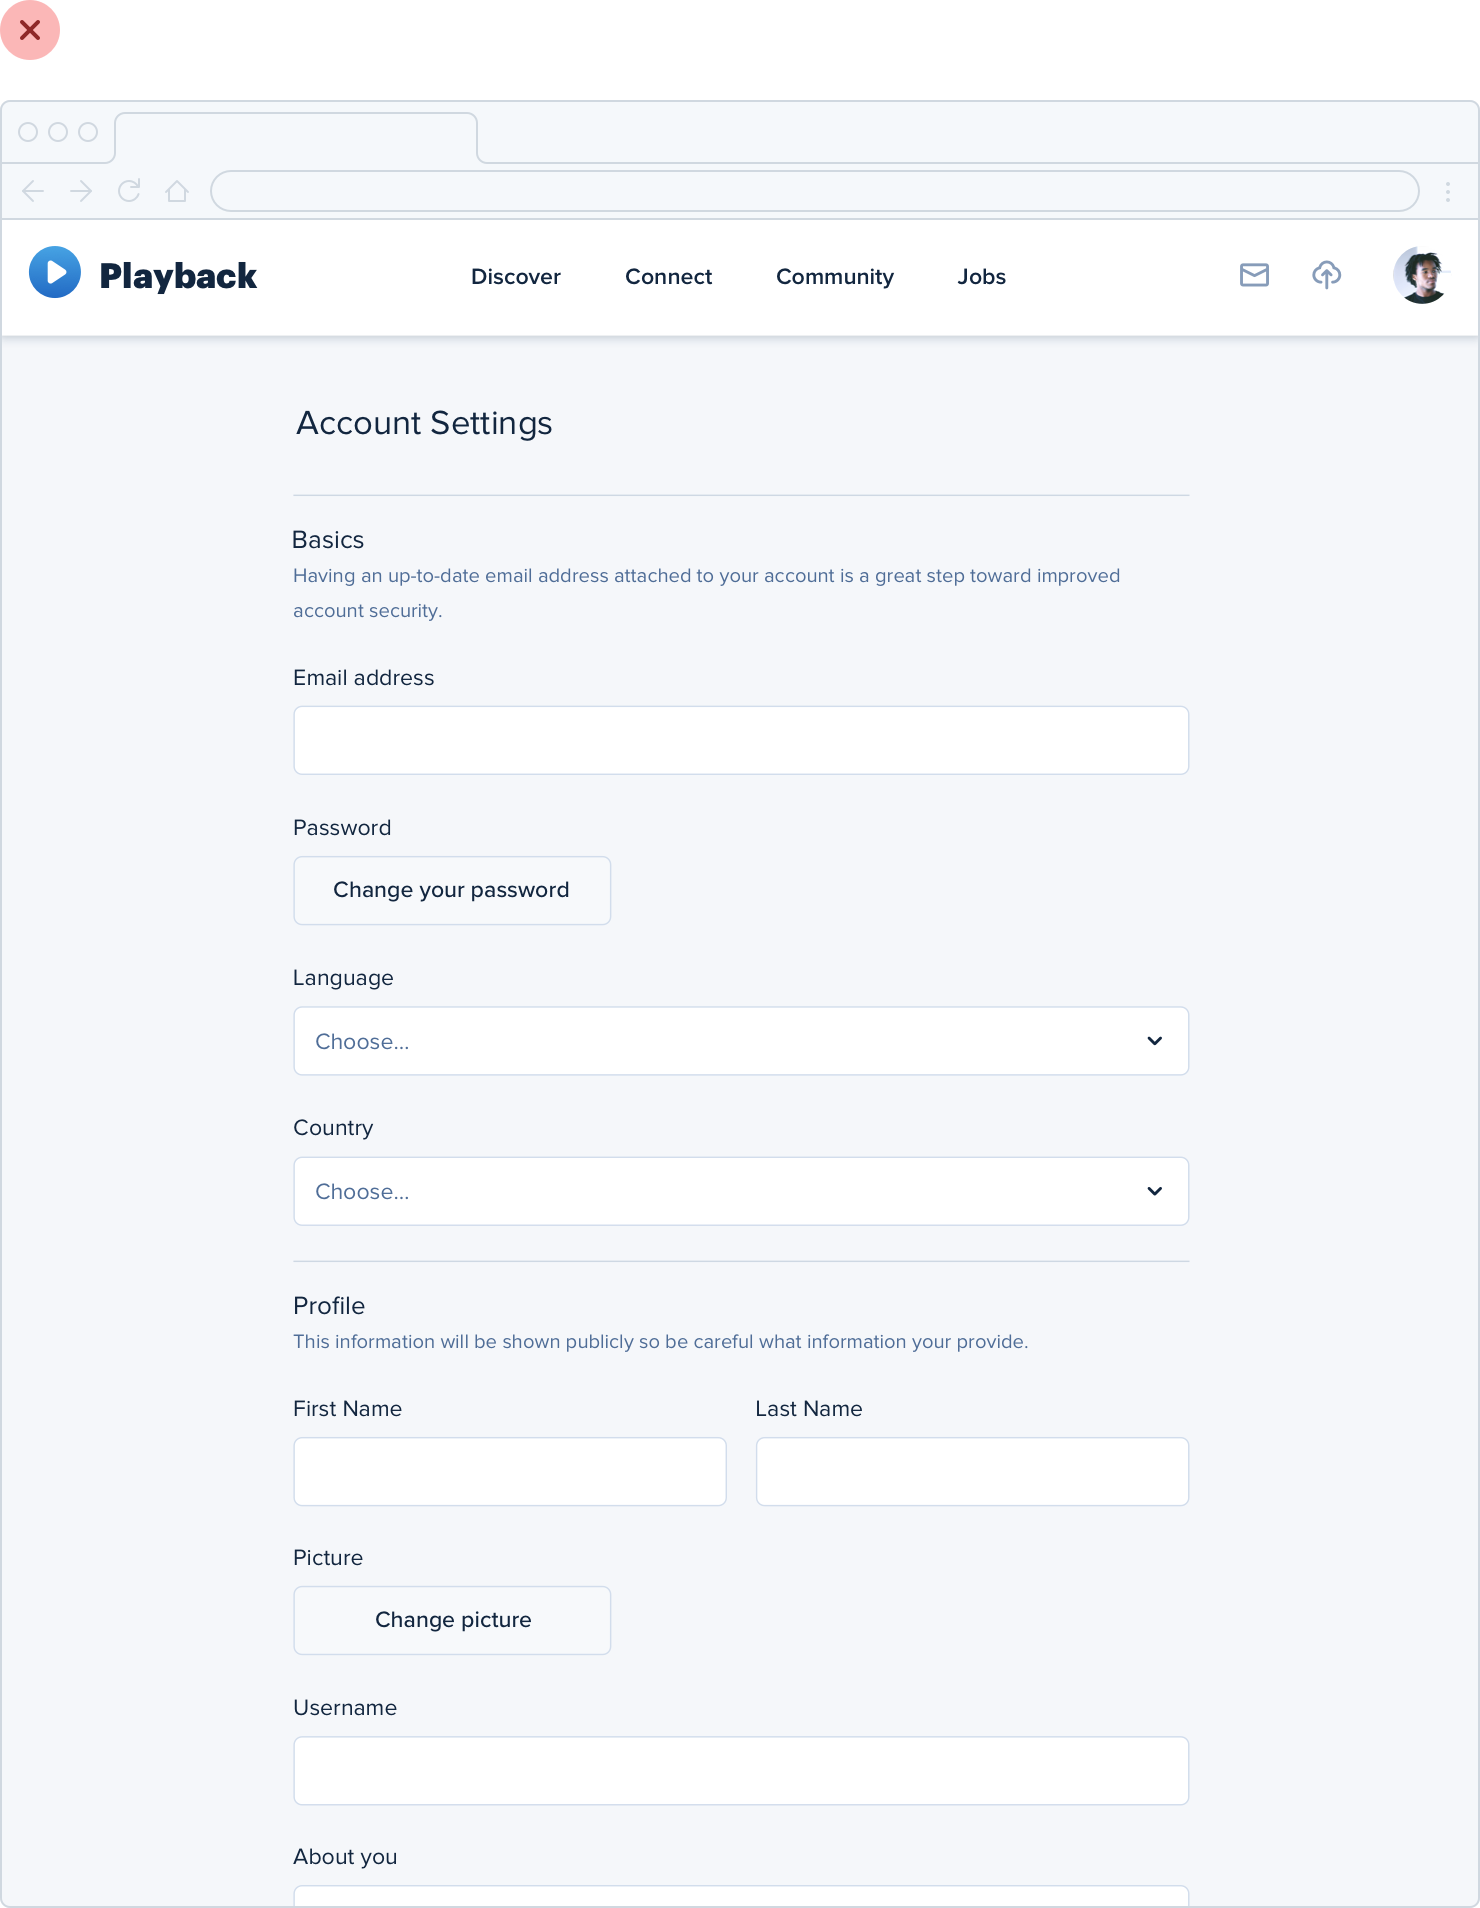 Playback
Discover
Connect
Community
Jobs
Account Settings
Basics
Having an up-to-date email address attached to your account is a great step toward improved
account security.
Email address
Password
Change your password
Language
Choose...
Country
Choose...
Profile
This information will be shown publicly so be careful what information your provide.
First Name
Last Name
Picture
Change picture
Username
About you